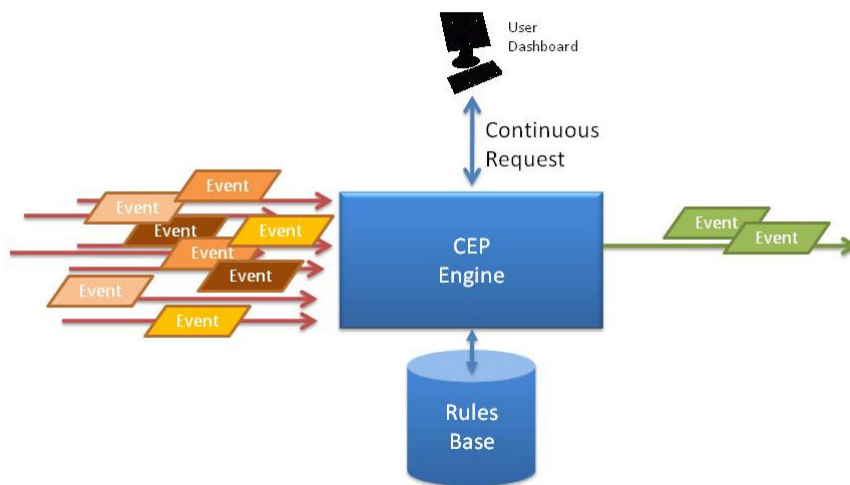 User
Dashboard
Continuous
Request
Event
Event
Event
Event
Event
Event
Event
Event
CEP
Engine
Event
Event
Rules
Base